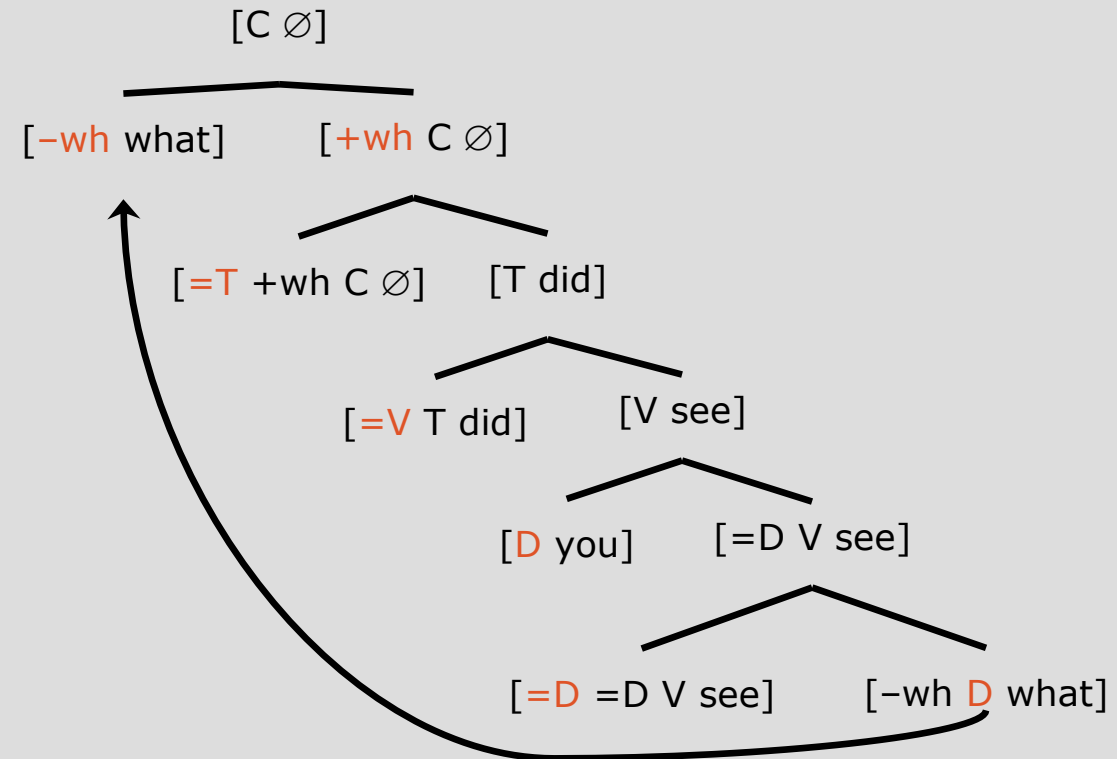 [C ∅]
[–wh what] [+wh C ∅]
[=T +wh C ∅] [T did]
[=V T did] [V see]
[D you] [=D V see]
[=D =D V see] [–wh D what]